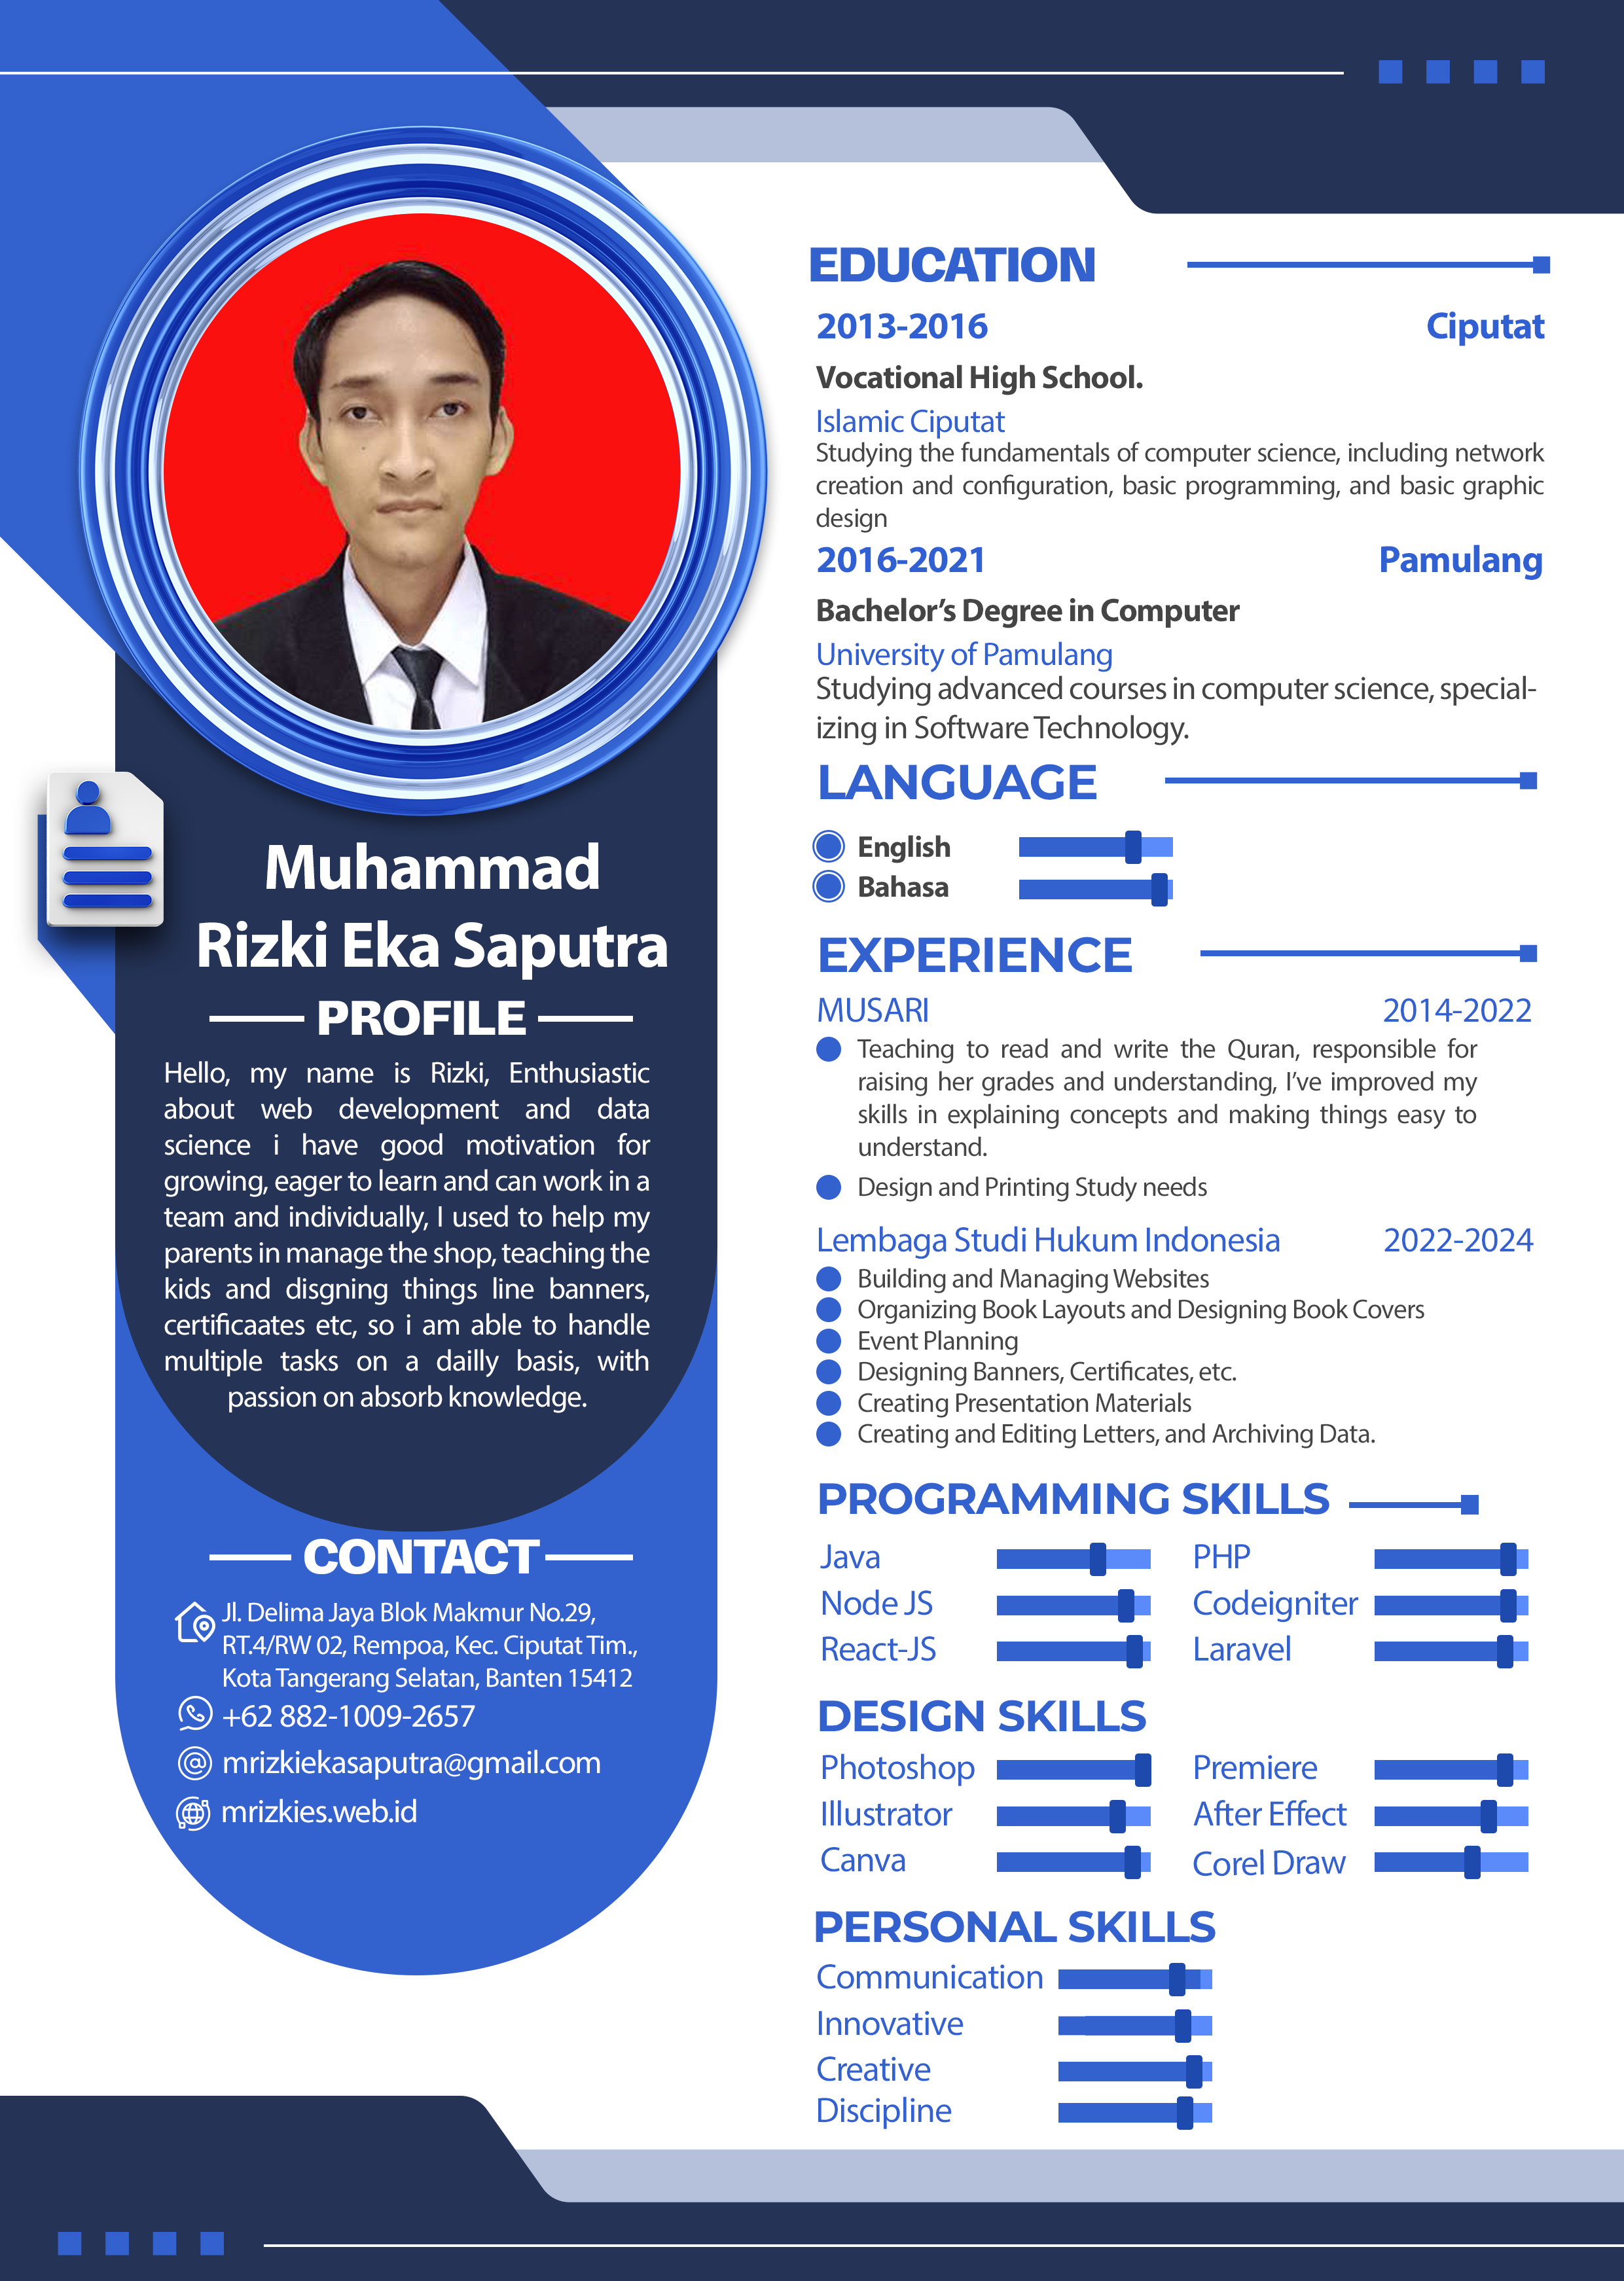 Muhammad
Rizki Eka Saputra
PROFILE
Hello, my name is Rizki, Enthusiastic
about web development and data
science i have good motivation for
growing, eager to learn and can work in a
team and individually, I used to help my
parents in manage the shop, teaching the
kids and disgning things line banners,
certificaates etc, so i am able to handle
multiple tasks on a dailly basis, with
passion on absorb knowledge.
CONTACT
Jl. Delima Jaya Blok Makmur No.29,
RT.4/RW 02, Rempoa, Kec. Ciputat Tim.,
Kota Tangerang Selatan, Banten 15412
+62 882-1009-2657
mrizkiekasaputra@gmail.com
mrizkies.web.id
EDUCATION
2013-2016 Ciputat
Vocational High School.
Islamic Ciputat
Studying the fundamentals of computer science, including network
creation and configuration, basic programming, and basic graphic
design
2016-2021 Pamulang
Bachelor’s Degree in Computer
University of Pamulang
Studying advanced courses in computer science, special-
izing in Software Technology.
LANGUAGE
English
Bahasa
EXPERIENCE
MUSARI 2014-2022
Teaching to read and write the Quran, responsible for
raising her grades and understanding, I’ve improved my
skills in explaining concepts and making things easy to
understand.
Design and Printing Study needs
Lembaga Studi Hukum Indonesia 2022-2024
Building and Managing Websites
Organizing Book Layouts and Designing Book Covers
Event Planning
Designing Banners, Certificates, etc.
Creating Presentation Materials
Creating and Editing Letters, and Archiving Data.
PROGRAMMING SKILLS
Java PHP
Node JS Codeigniter
React-JS Laravel
DESIGN SKILLS
Photoshop Premiere
Illustrator After Effect
Canva Corel Draw
PERSONAL SKILLS
Communication
Innovative
Creative
Discipline